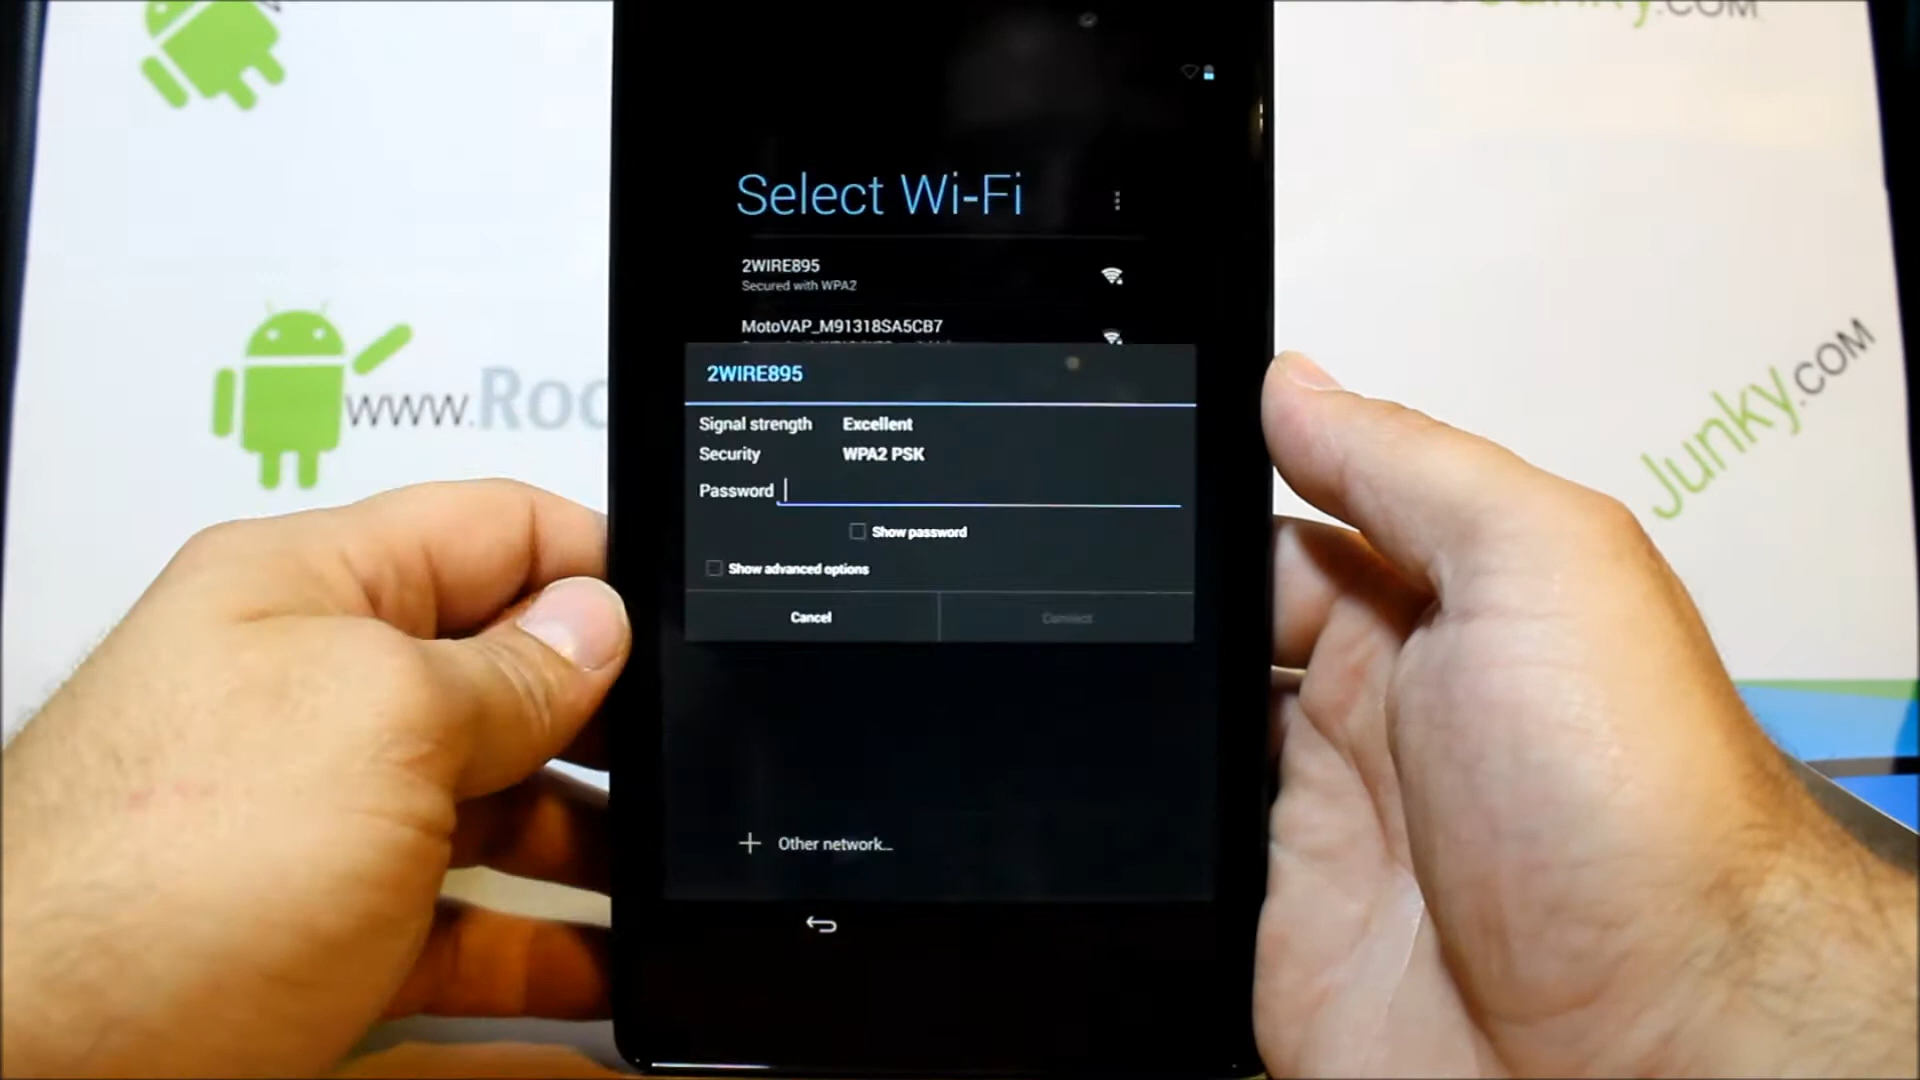 .COM
Select Wi-Fi
2WIRE895
Secured with WPA2
MotoVAP_M91318SA5CB7
2WIRE895
Signal strength Excellent
Security WPA2 PSK
Password
Show password
Show advanced options
Cancel Connect
Other network...
www.Roo
Junky.COM